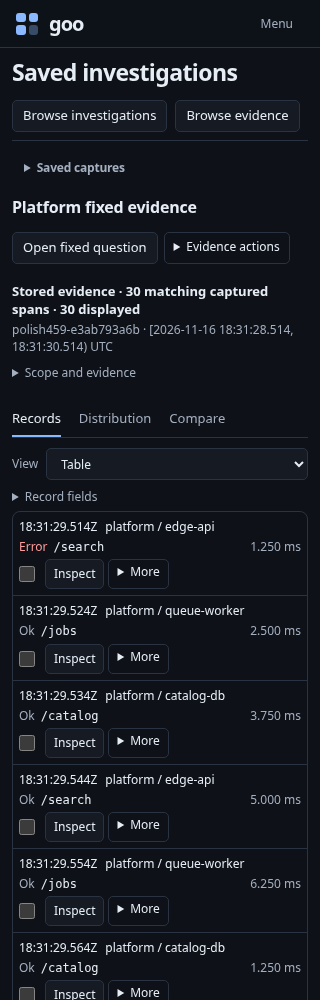 goo
Menu
Saved investigations
Browse investigations
Browse evidence
Saved captures
Platform fixed evidence
Open fixed question
Evidence actions
Stored evidence · 30 matching captured
spans · 30 displayed
polish459-e3ab793a6b · [2026-11-16 18:31:28.514,
18:31:30.514) UTC
Scope and evidence
Records Distribution Compare
View Table
Record fields
18:31:29.514Z platform / edge-api
Error /search 1.250 ms
Inspect More
18:31:29.524Z platform / queue-worker
Ok /jobs 2.500 ms
Inspect More
18:31:29.534Z platform / catalog-db
Ok /catalog 3.750 ms
Inspect More
18:31:29.544Z platform / edge-api
Ok /search 5.000 ms
Inspect More
18:31:29.554Z platform / queue-worker
Ok /jobs 6.250 ms
Inspect More
18:31:29.564Z platform / catalog-db
Ok /catalog 1.250 ms
Inspect More